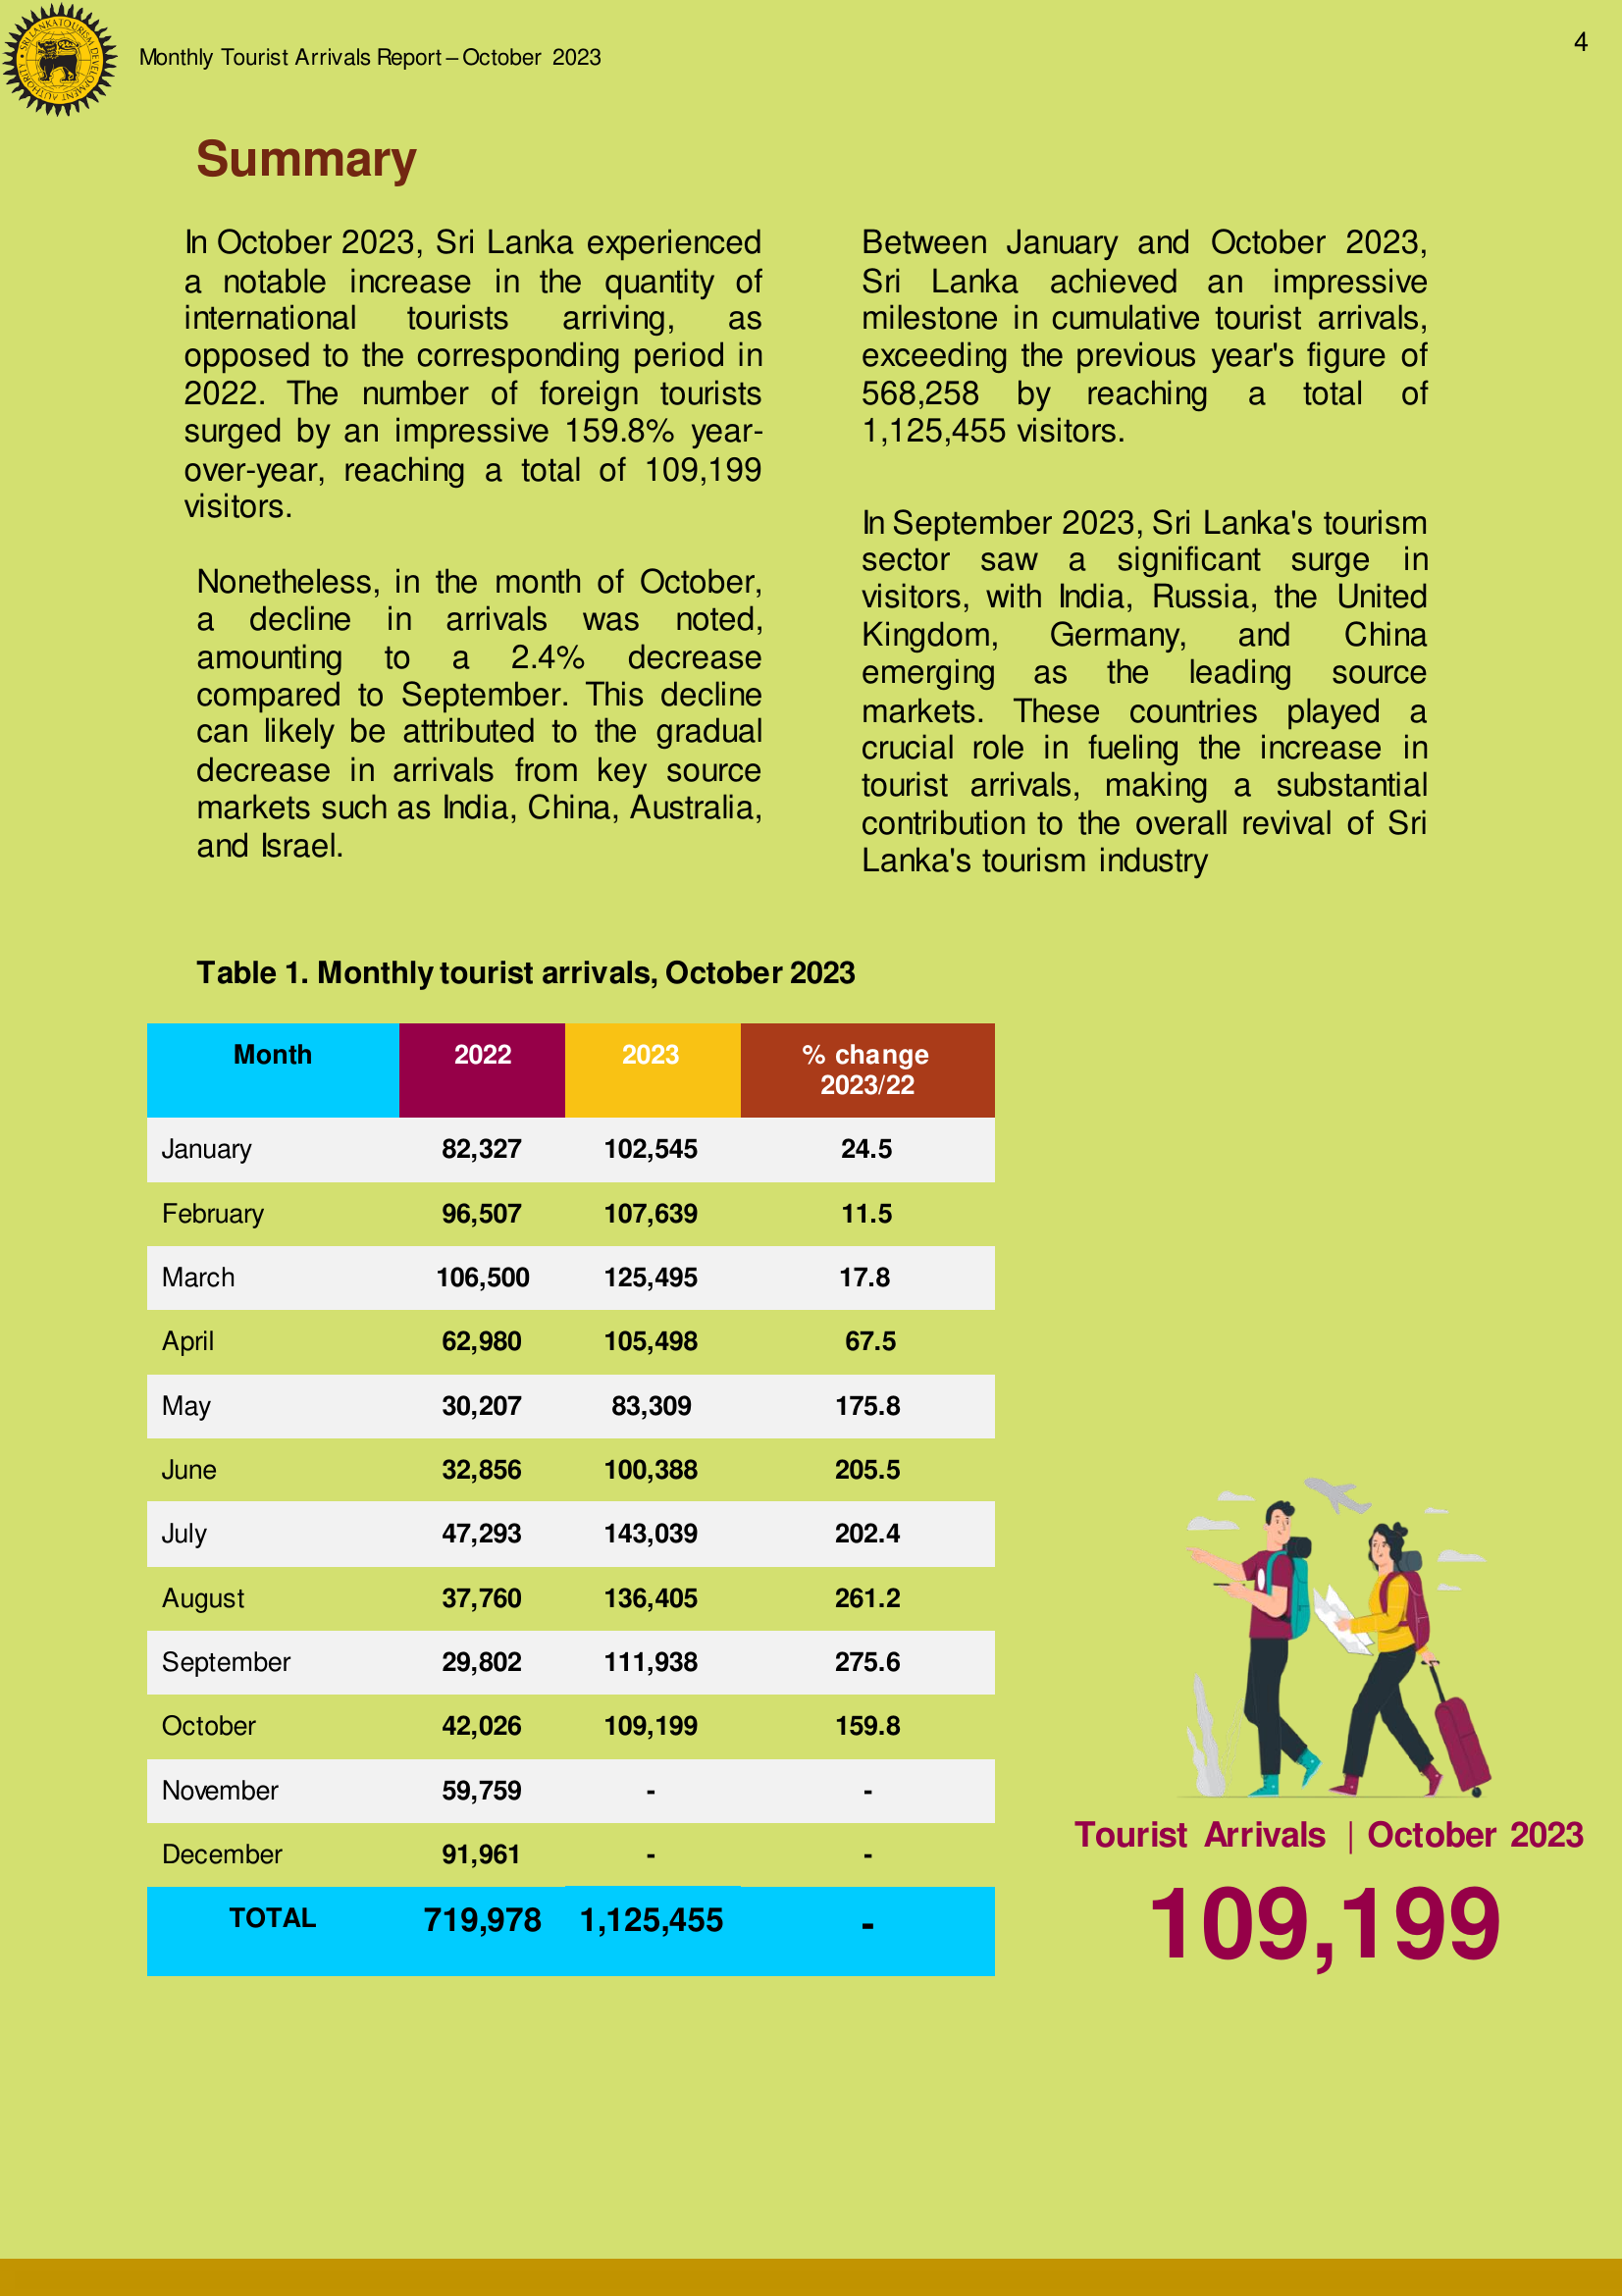 SRI LANKA TOURISM DEVELOPMENT AUTHORITY
Monthly Tourist Arrivals Report – October 2023
4
Summary
In October 2023, Sri Lanka experienced
a notable increase in the quantity of
international tourists arriving, as
opposed to the corresponding period in
2022. The number of foreign tourists
surged by an impressive 159.8% year-
over-year, reaching a total of 109,199
visitors.
Nonetheless, in the month of October,
a decline in arrivals was noted,
amounting to a 2.4% decrease
compared to September. This decline
can likely be attributed to the gradual
decrease in arrivals from key source
markets such as India, China, Australia,
and Israel.
Between January and October 2023,
Sri Lanka achieved an impressive
milestone in cumulative tourist arrivals,
exceeding the previous year's figure of
568,258 by reaching a total of
1,125,455 visitors.
In September 2023, Sri Lanka's tourism
sector saw a significant surge in
visitors, with India, Russia, the United
Kingdom, Germany, and China
emerging as the leading source
markets. These countries played a
crucial role in fueling the increase in
tourist arrivals, making a substantial
contribution to the overall revival of Sri
Lanka's tourism industry
Table 1. Monthly tourist arrivals, October 2023
Month 2022 2023 % change
2023/22
January 82,327 102,545 24.5
February 96,507 107,639 11.5
March 106,500 125,495 17.8
April 62,980 105,498 67.5
May 30,207 83,309 175.8
June 32,856 100,388 205.5
July 47,293 143,039 202.4
August 37,760 136,405 261.2
September 29,802 111,938 275.6
October 42,026 109,199 159.8
November 59,759 - -
December 91,961 - -
TOTAL 719,978 1,125,455 -
Tourist Arrivals | October 2023
109,199